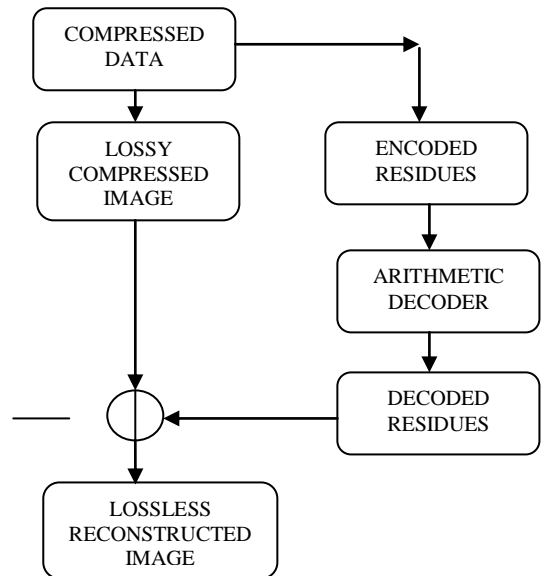 COMPRESSED
DATA
LOSSY
COMPRESSED
IMAGE
ENCODED
RESIDUES
ARITHMETIC
DECODER
DECODED
RESIDUES
LOSSLESS
RECONSTRUCTED
IMAGE